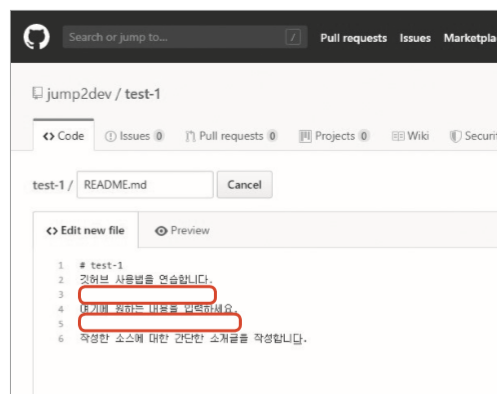 Search or jump to... /
Pull requests Issues Marketpla
jump2dev / test-1
<> Code Issues 0 Pull requests 0 Projects 0 Wiki Securit
test-1 / README.md Cancel
<> Edit new file Preview
1 # test-1
2 깃허브 사용법을 연습합니다.
3
4 여기에 원하는 내용을 입력하세요.
5
6 작성한 소스에 대한 간단한 소개글을 작성합니다.